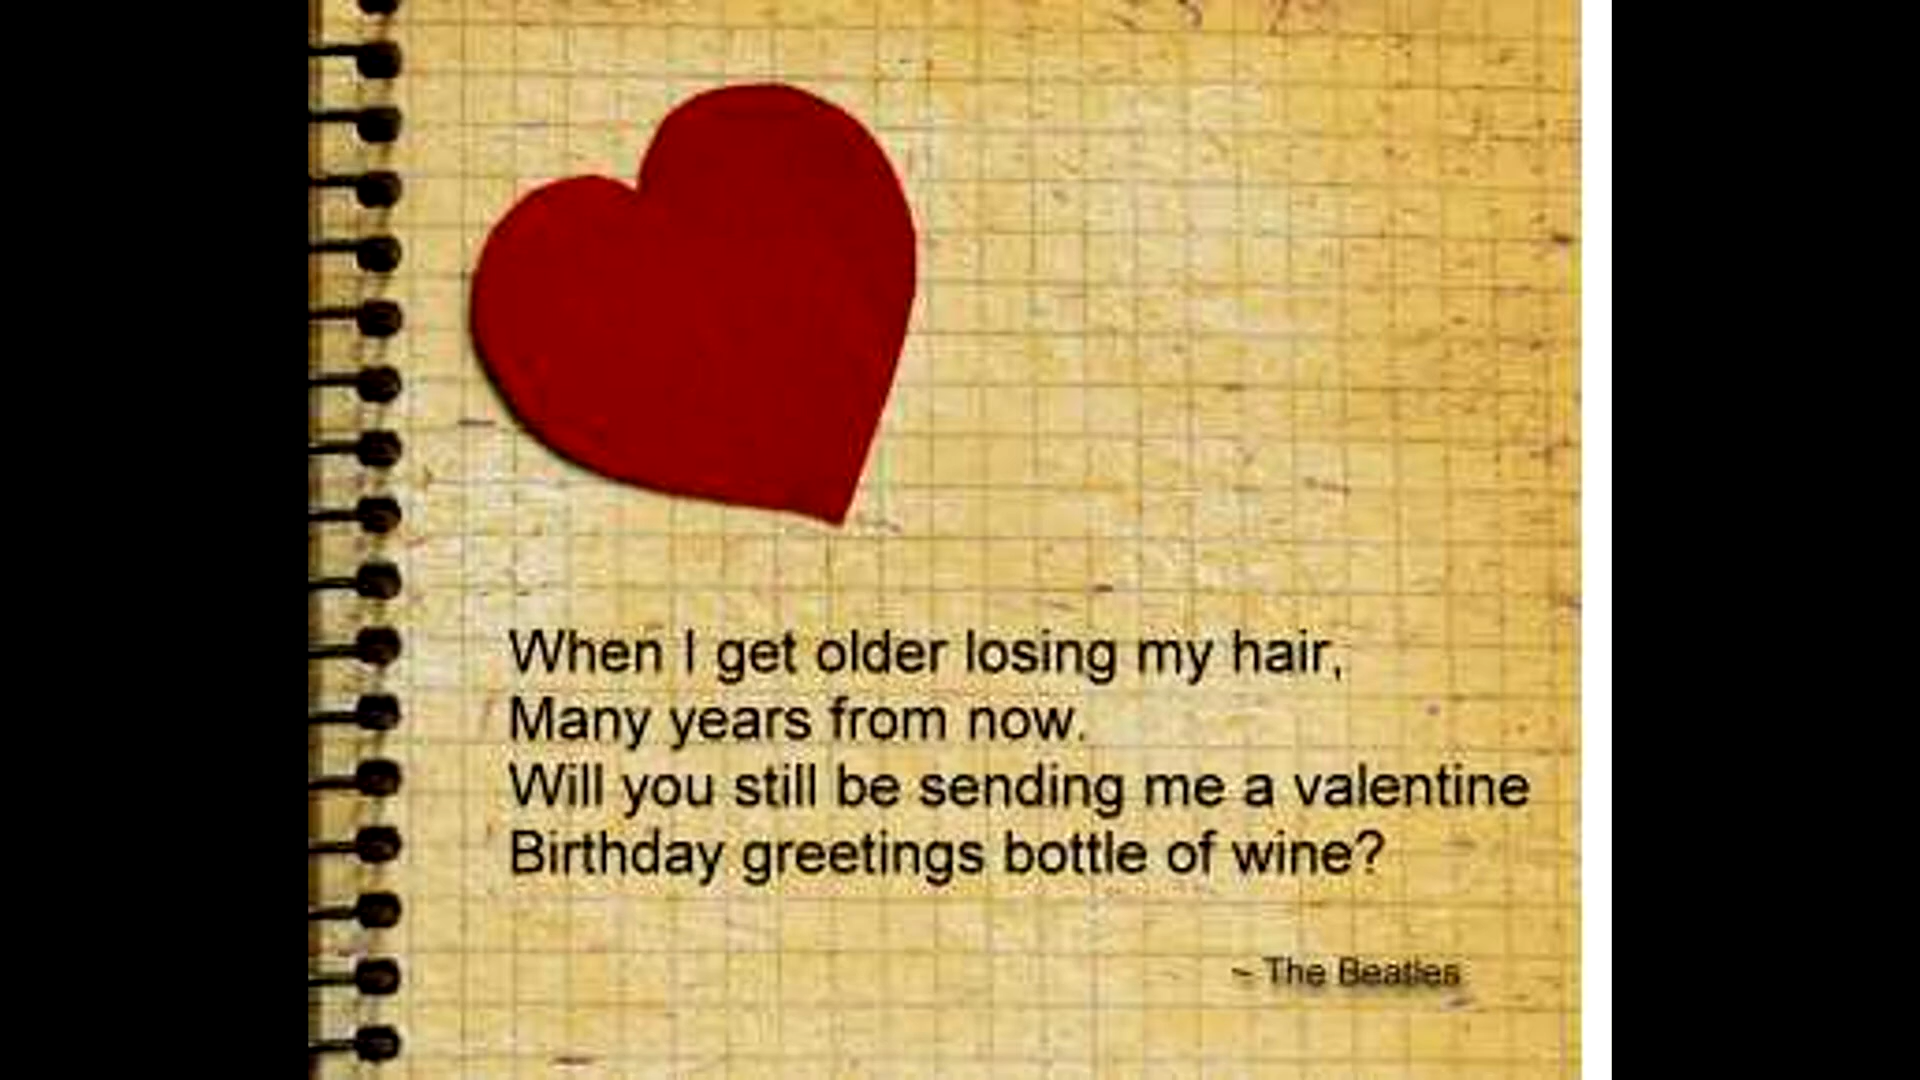 When I get older losing my hair,
Many years from now.
Will you still be sending me a valentine
Birthday greetings bottle of wine?
~ The Beatles